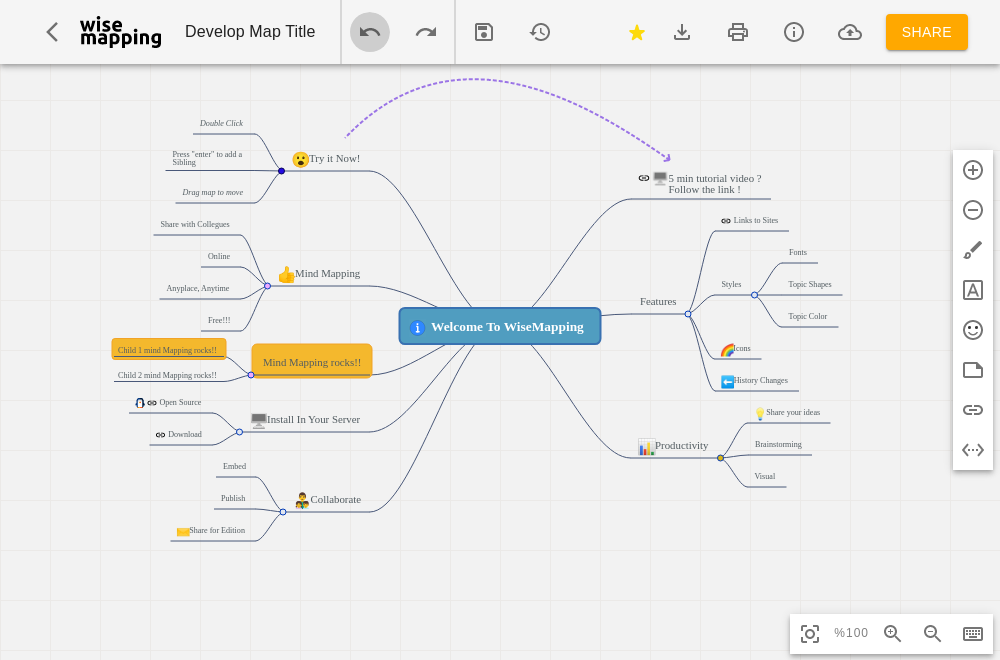 wise
mapping
Develop Map Title
SHARE
Double Click
Press "enter" to add a
Sibling
Drag map to move
Try it Now!
Share with Collegues
Online
Anyplace, Anytime
Free!!!
Mind Mapping
Child 1 mind Mapping rocks!!
Child 2 mind Mapping rocks!!
Mind Mapping rocks!!
Open Source
Download
Install In Your Server
Embed
Publish
Share for Edition
Collaborate
Welcome To WiseMapping
5 min tutorial video ?
Follow the link !
Links to Sites
Fonts
Styles
Topic Shapes
Topic Color
Features
Icons
History Changes
Share your ideas
Productivity
Brainstorming
Visual
A
%100